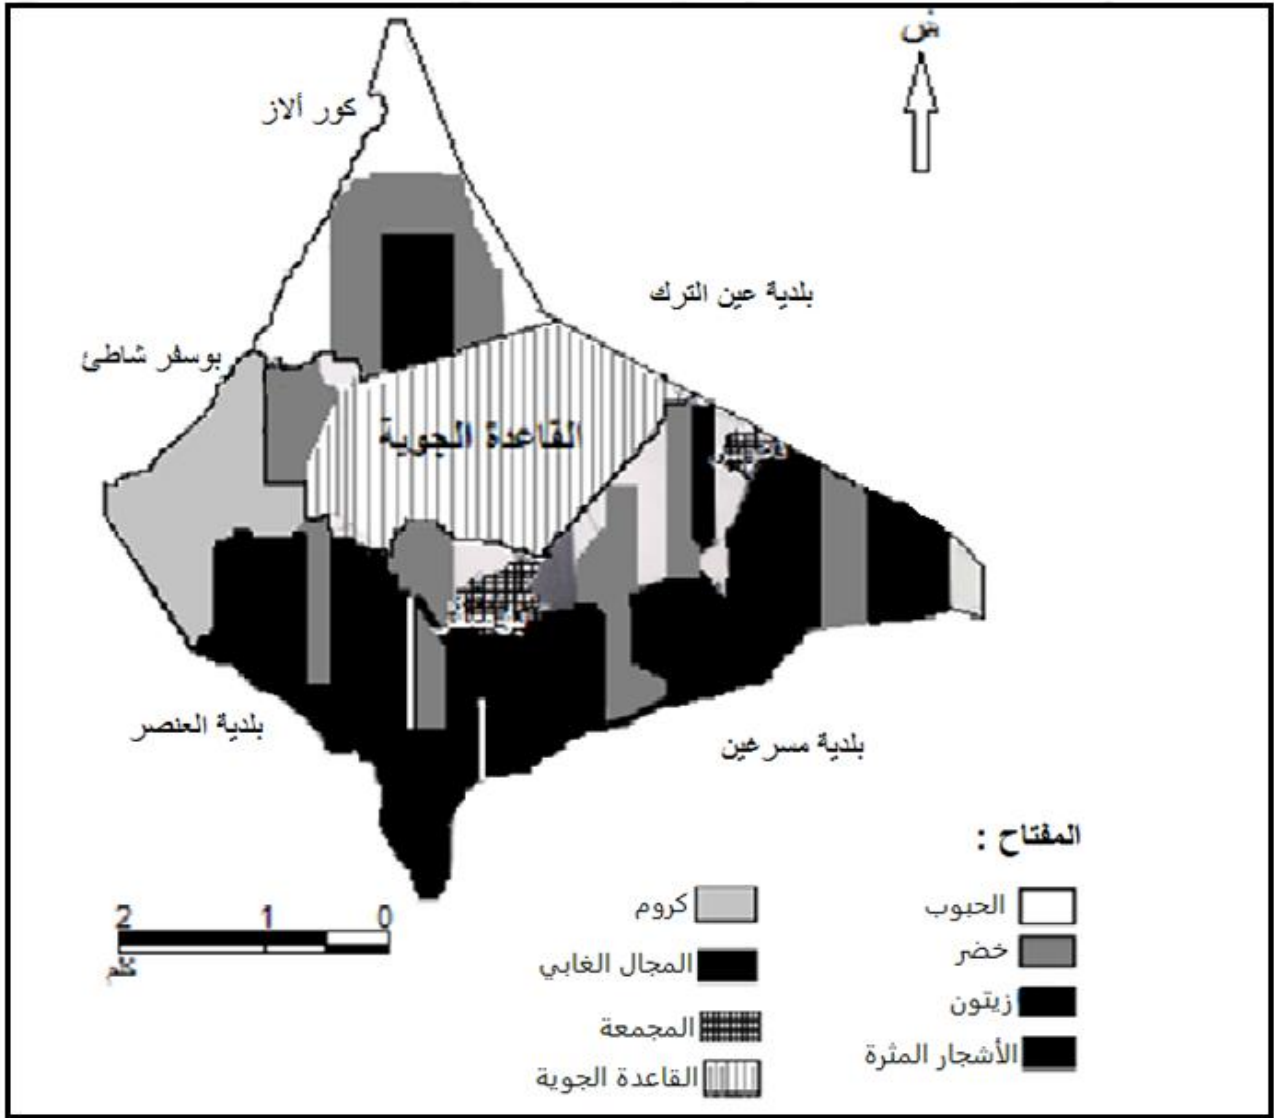 ش
كور ألاز
بلدية عين الترك
بوسفر شاطئ
القاعدة الجوية
بلدية العنصر
بلدية مسرغين
المفتاح :
الحبوب
خضر
زيتون
الأشجار المثرة
كروم
المجال الغابي
المجمعة
القاعدة الجوية
2 1 0
كلم